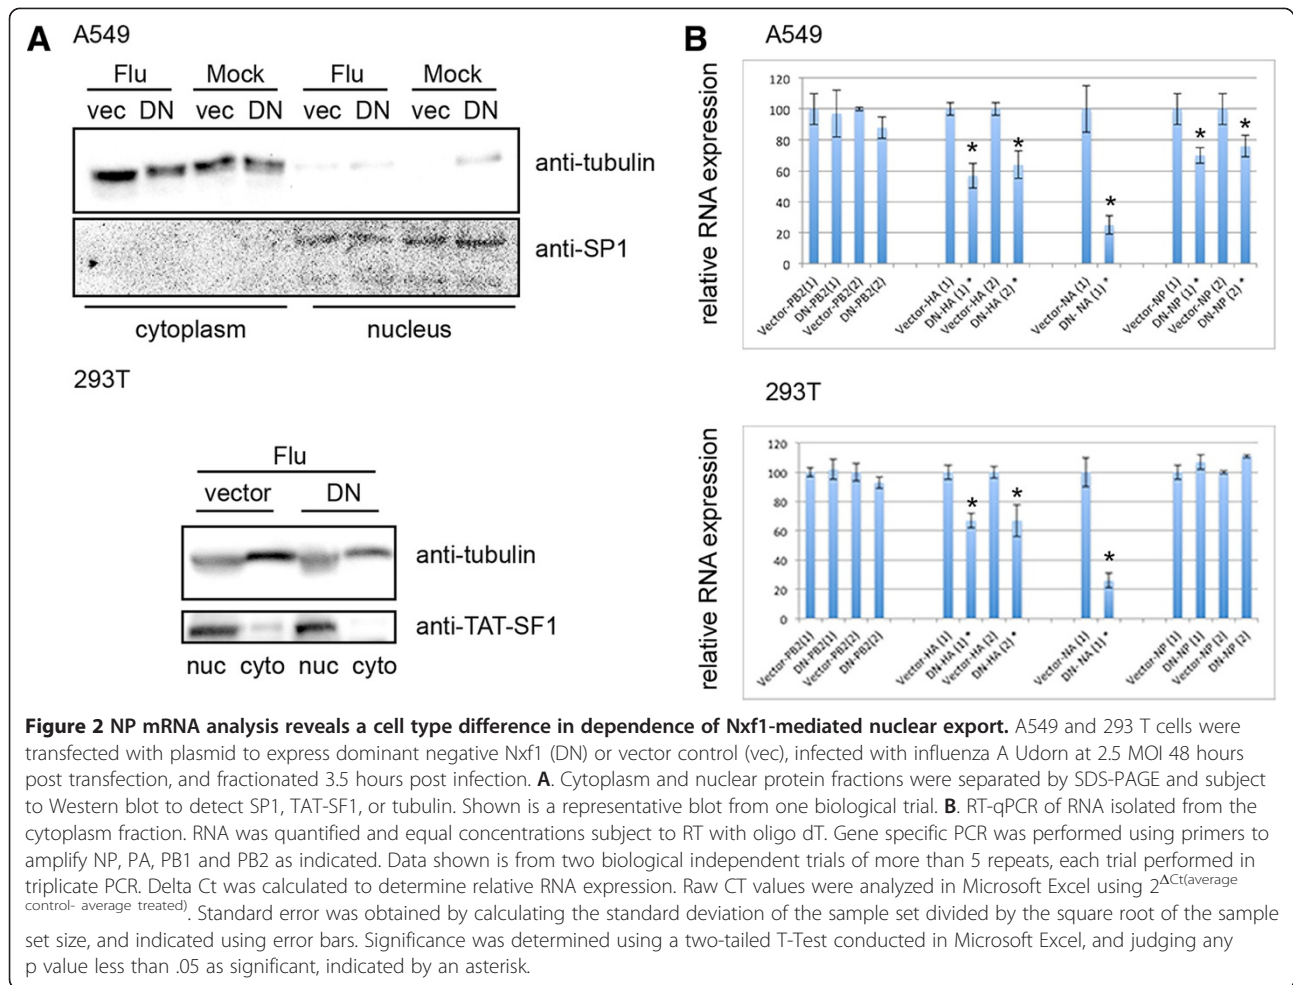 A
A549
Flu Mock Flu Mock
vec DN vec DN vec DN vec DN
anti-tubulin
anti-SP1
cytoplasm nucleus
293T
Flu
vector DN
anti-tubulin
anti-TAT-SF1
nuc cyto nuc cyto
B
A549
relative RNA expression
120
100
80
60
40
20
0
* * * * *
Vector-PB2(1)
DN-PB2(1)
Vector-PB2(2)
DN-PB2(2)
Vector-HA (1)
DN-HA (1) *
Vector-HA (2)
DN-HA (2) *
Vector-NA (1)
DN- NA (1) *
Vector-NP (1)
DN-NP (1) *
Vector-NP (2)
DN-NP (2) *
293T
relative RNA expression
120
100
80
60
40
20
0
* * *
Vector-PB2(1)
DN-PB2(1)
Vector-PB2(2)
DN-PB2(2)
Vector-HA (1)
DN-HA (1) *
Vector-HA (2)
DN-HA (2) *
Vector-NA (1)
DN- NA (1) *
Vector-NP (1)
DN-NP (1)
Vector-NP (2)
DN-NP (2)
Figure 2 NP mRNA analysis reveals a cell type difference in dependence of Nxf1-mediated nuclear export. A549 and 293 T cells were
transfected with plasmid to express dominant negative Nxf1 (DN) or vector control (vec), infected with influenza A Udorn at 2.5 MOI 48 hours
post transfection, and fractionated 3.5 hours post infection. A. Cytoplasm and nuclear protein fractions were separated by SDS-PAGE and subject
to Western blot to detect SP1, TAT-SF1, or tubulin. Shown is a representative blot from one biological trial. B. RT-qPCR of RNA isolated from the
cytoplasm fraction. RNA was quantified and equal concentrations subject to RT with oligo dT. Gene specific PCR was performed using primers to
amplify NP, PA, PB1 and PB2 as indicated. Data shown is from two biological independent trials of more than 5 repeats, each trial performed in
triplicate PCR. Delta Ct was calculated to determine relative RNA expression. Raw CT values were analyzed in Microsoft Excel using 2^ΔCt(average
control- average treated). Standard error was obtained by calculating the standard deviation of the sample set divided by the square root of the sample
set size, and indicated using error bars. Significance was determined using a two-tailed T-Test conducted in Microsoft Excel, and judging any
p value less than .05 as significant, indicated by an asterisk.